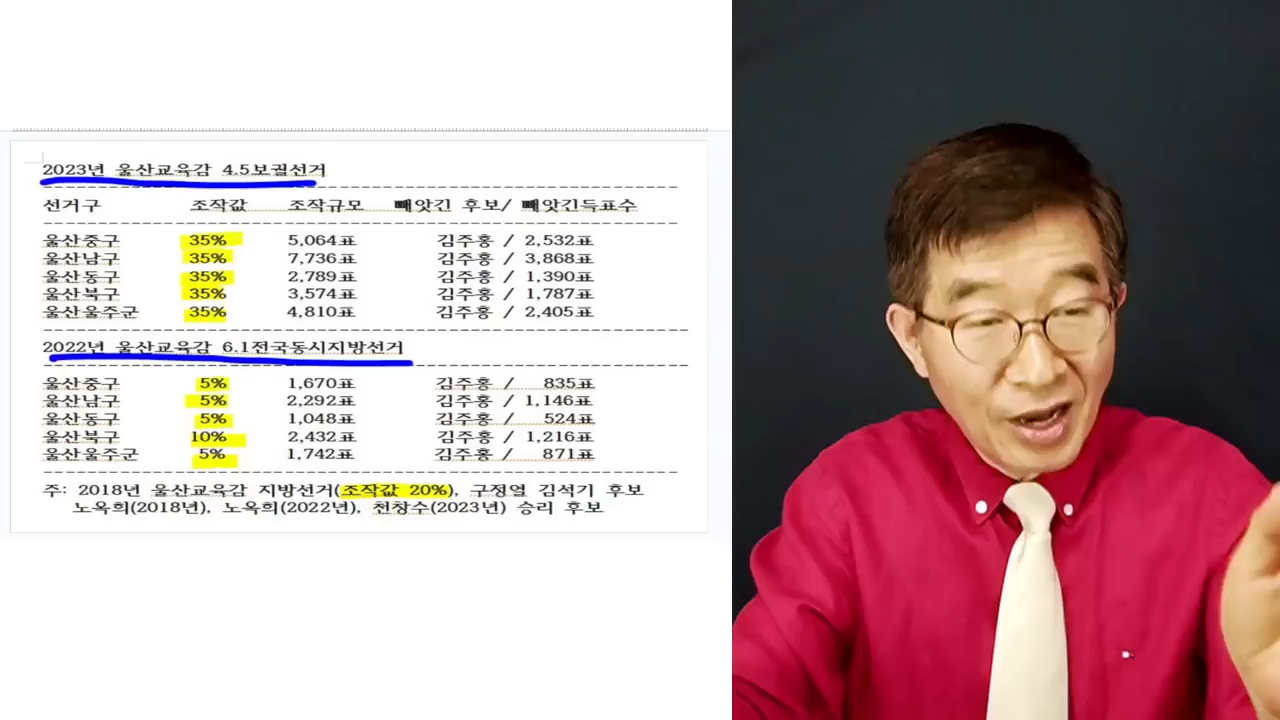 2023년 울산교육감 4.5보궐선거
선거구 조작값 조작규모 빼앗긴 후보/ 빼앗긴득표수
울산중구 35% 5,064표 김주홍 / 2,532표
울산남구 35% 7,736표 김주홍 / 3,868표
울산동구 35% 2,789표 김주홍 / 1,390표
울산북구 35% 3,574표 김주홍 / 1,787표
울산울주군 35% 4,810표 김주홍 / 2,405표
2022년 울산교육감 6.1전국동시지방선거
울산중구 5% 1,670표 김주홍 / 835표
울산남구 5% 2,292표 김주홍 / 1,146표
울산동구 5% 1,048표 김주홍 / 524표
울산북구 10% 2,432표 김주홍 / 1,216표
울산울주군 5% 1,742표 김주홍 / 871표
주: 2018년 울산교육감 지방선거(조작값 20%), 구정열 김석기 후보
노옥희(2018년), 노옥희(2022년), 천창수(2023년) 승리 후보